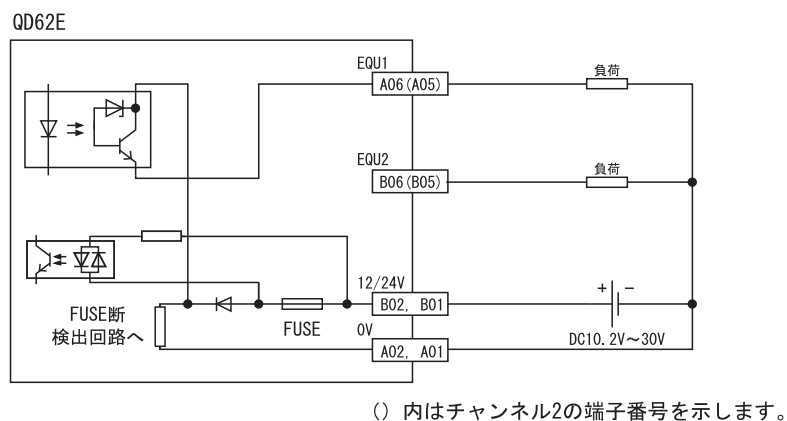 QD62E
EQU1
A06(A05)
負荷
EQU2
B06(B05)
負荷
12/24V
B02, B01
+ −
FUSE
FUSE断
検出回路へ
0V
A02, A01
DC10.2V～30V
() 内はチャンネル2の端子番号を示します。